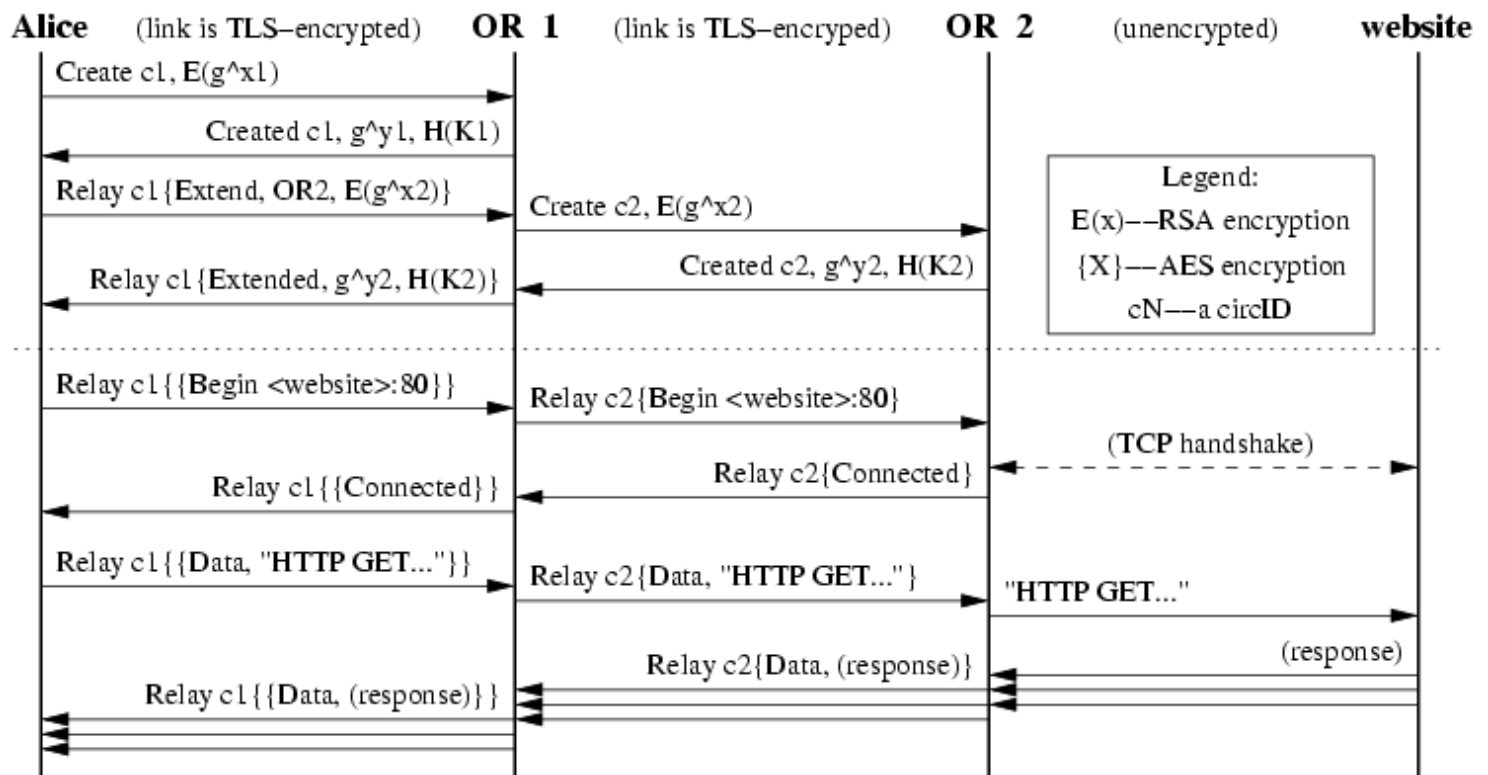 Alice (link is TLS–encrypted) OR 1 (link is TLS–encryped) OR 2 (unencrypted) website
Create c1, E(g^x1)
Created c1, g^y1, H(K1)
Relay c1{Extend, OR2, E(g^x2)}
Create c2, E(g^x2)
Created c2, g^y2, H(K2)
Relay c1{Extended, g^y2, H(K2)}
Legend:
E(x)––RSA encryption
{X}––AES encryption
cN––a circID
Relay c1{{Begin <website>:80}}
Relay c2{Begin <website>:80}
(TCP handshake)
Relay c2{Connected}
Relay c1{{Connected}}
Relay c1{{Data, "HTTP GET..."}}
Relay c2{Data, "HTTP GET..."}
"HTTP GET..."
(response)
Relay c2{Data, (response)}
Relay c1{{Data, (response)}}